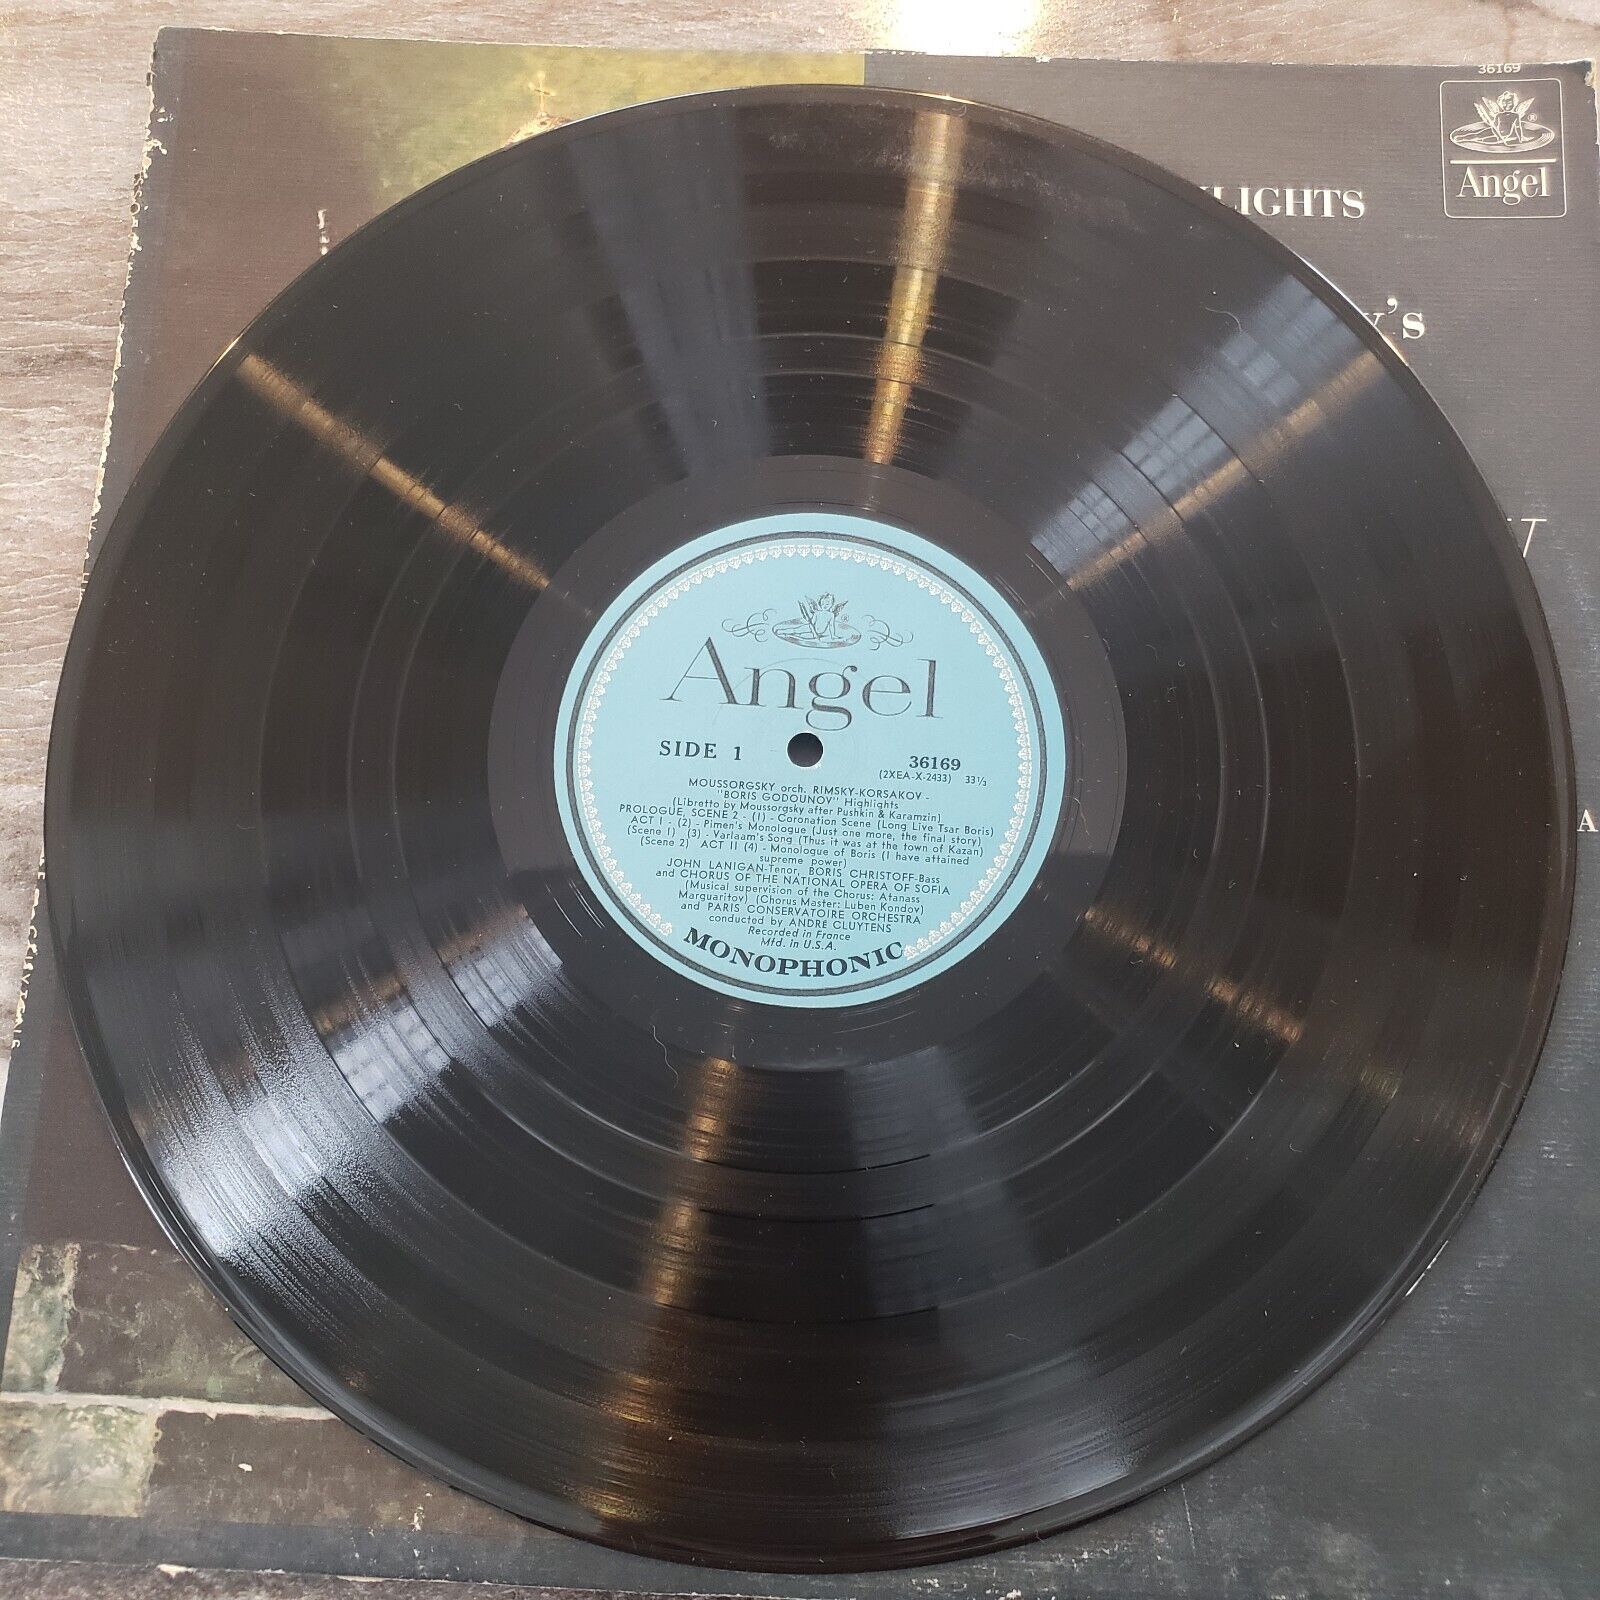 36169
Angel
LIGHTS
y's
A
Angel
SIDE 1
36169
(2XEA-X-2433) 33⅓
MOUSSORGSKY orch. RIMSKY-KORSAKOV -
"BORIS GODOUNOV" Highlights
(Libretto by Moussorgsky after Pushkin & Karamzin)
PROLOGUE, SCENE 2 - (1) - Coronation Scene (Long Live Tsar Boris)
ACT I - (2) - Pimen's Monologue (Just one more, the final story)
(Scene 1) (3) - Varlaam's Song (Thus it was at the town of Kazan)
(Scene 2) ACT II (4) - Monologue of Boris (I have attained
supreme power)
JOHN LANIGAN-Tenor, BORIS CHRISTOFF-Bass
and CHORUS OF THE NATIONAL OPERA OF SOFIA
(Musical supervision of the Chorus: Atanass
Marguaritov) (Chorus Master: Luben Kondov)
and PARIS CONSERVATOIRE ORCHESTRA
conducted by ANDRÉ CLUYTENS
Recorded in France
Mfd. in U.S.A.
MONOPHONIC